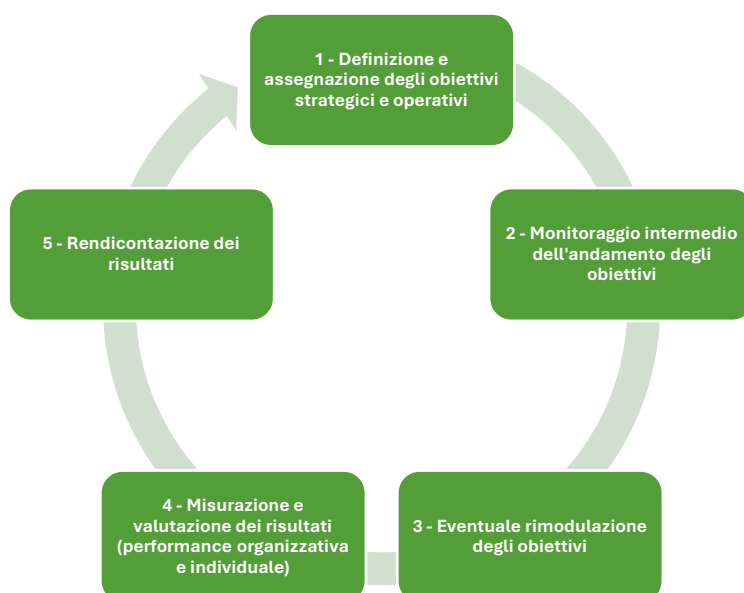 1 - Definizione e
assegnazione degli obiettivi
strategici e operativi
2 - Monitoraggio intermedio
dell'andamento degli
obiettivi
3 - Eventuale rimodulazione
degli obiettivi
4 - Misurazione e
valutazione dei risultati
(performance organizzativa
e individuale)
5 - Rendicontazione dei
risultati